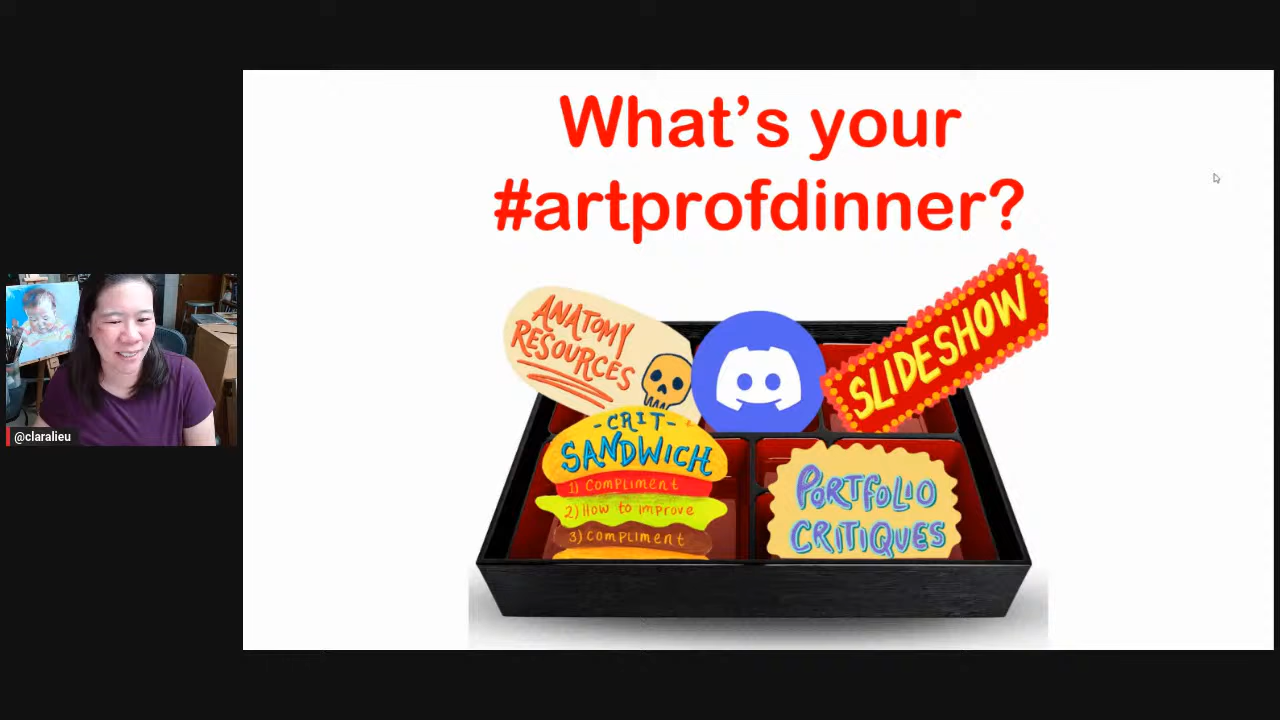 What's your
#artprofdinner?
ANATOMY
RESOURCES
SLIDESHOW
-CRIT-
SANDWICH
1) COMPLIMENT
2) How to improve
3) COMPLIMENT
PORTFOLIO
CRITIQUES
@claralieu